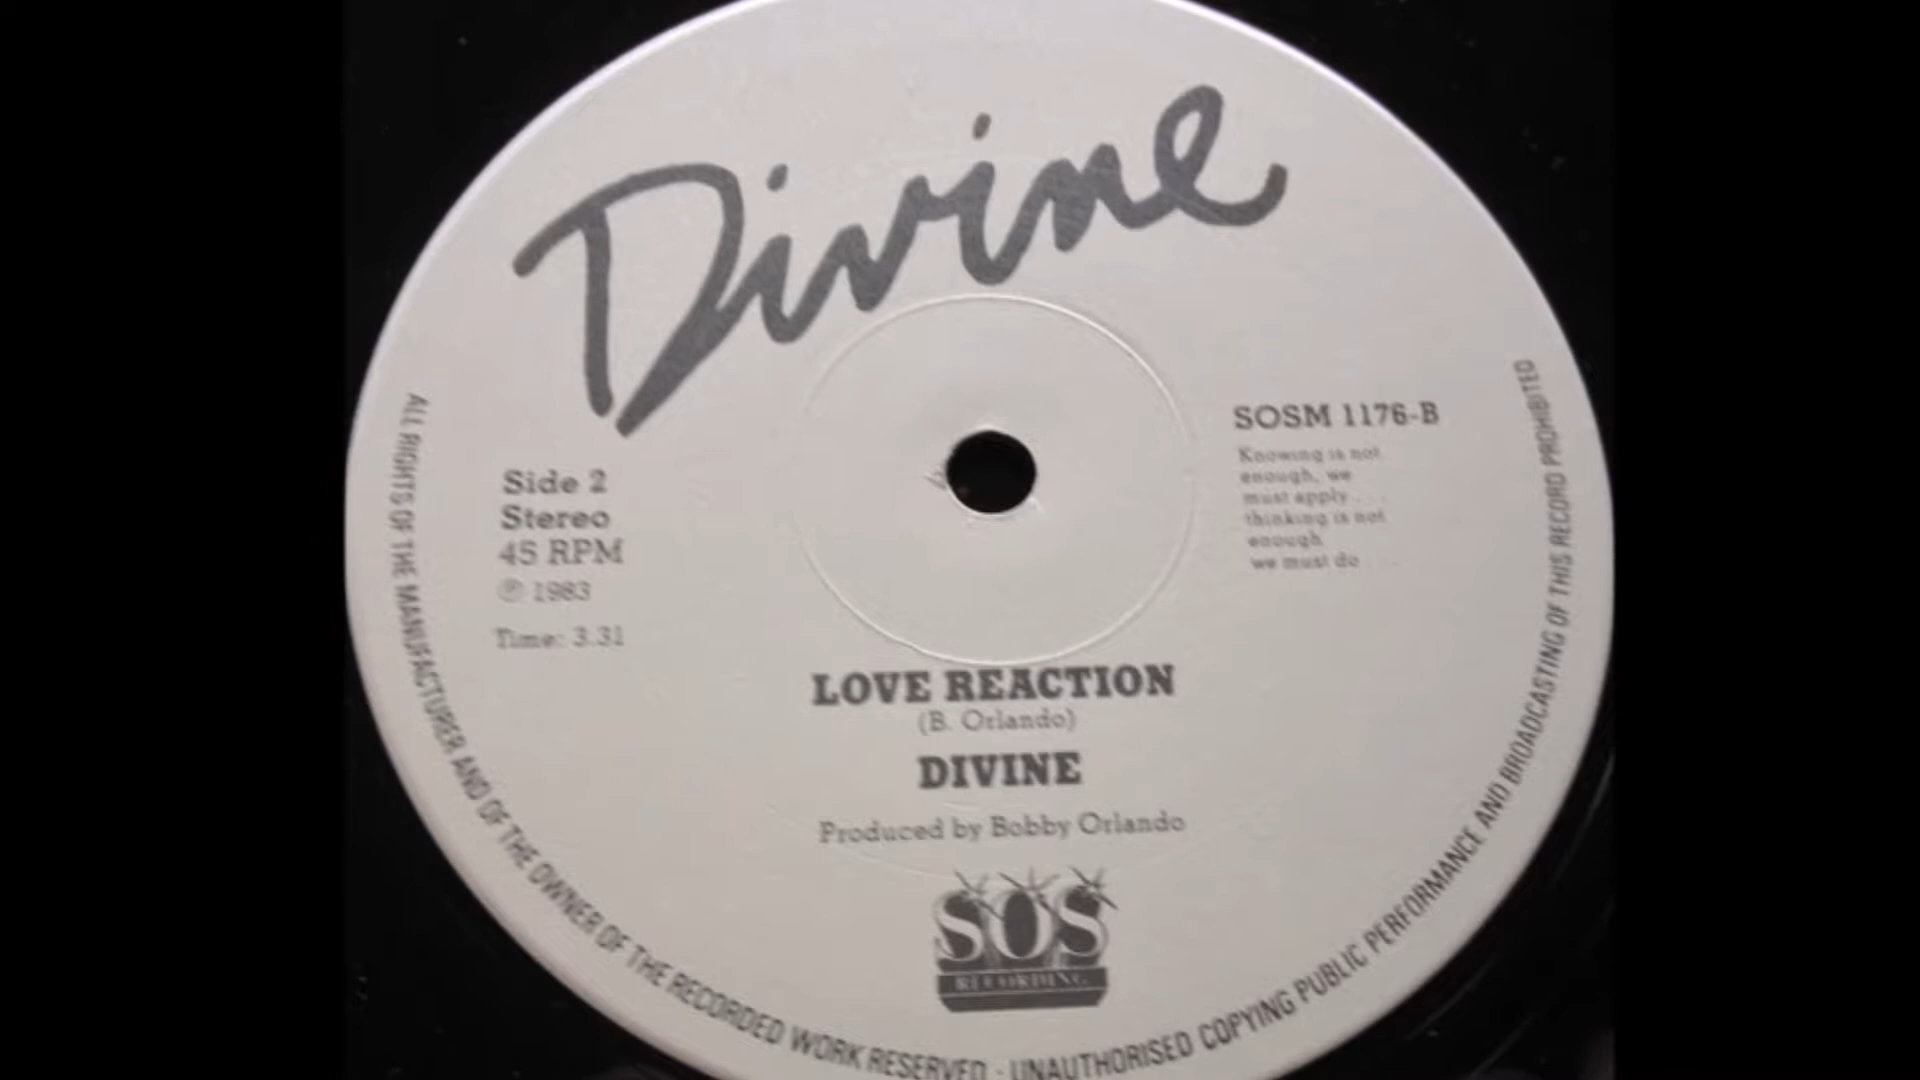 Divine
Side 2
Stereo
45 RPM
℗ 1983
Time: 3.31
SOSM 1176-B
Knowing is not
enough, we
must apply . . .
thinking is not
enough
we must do . . .
LOVE REACTION
(B. Orlando)
DIVINE
Produced by Bobby Orlando
SOS
RECORDING
ALL RIGHTS OF THE MANUFACTURER AND OF THE OWNER OF THE RECORDED WORK RESERVED - UNAUTHORISED COPYING PUBLIC PERFORMANCE AND BROADCASTING OF THIS RECORD PROHIBITED